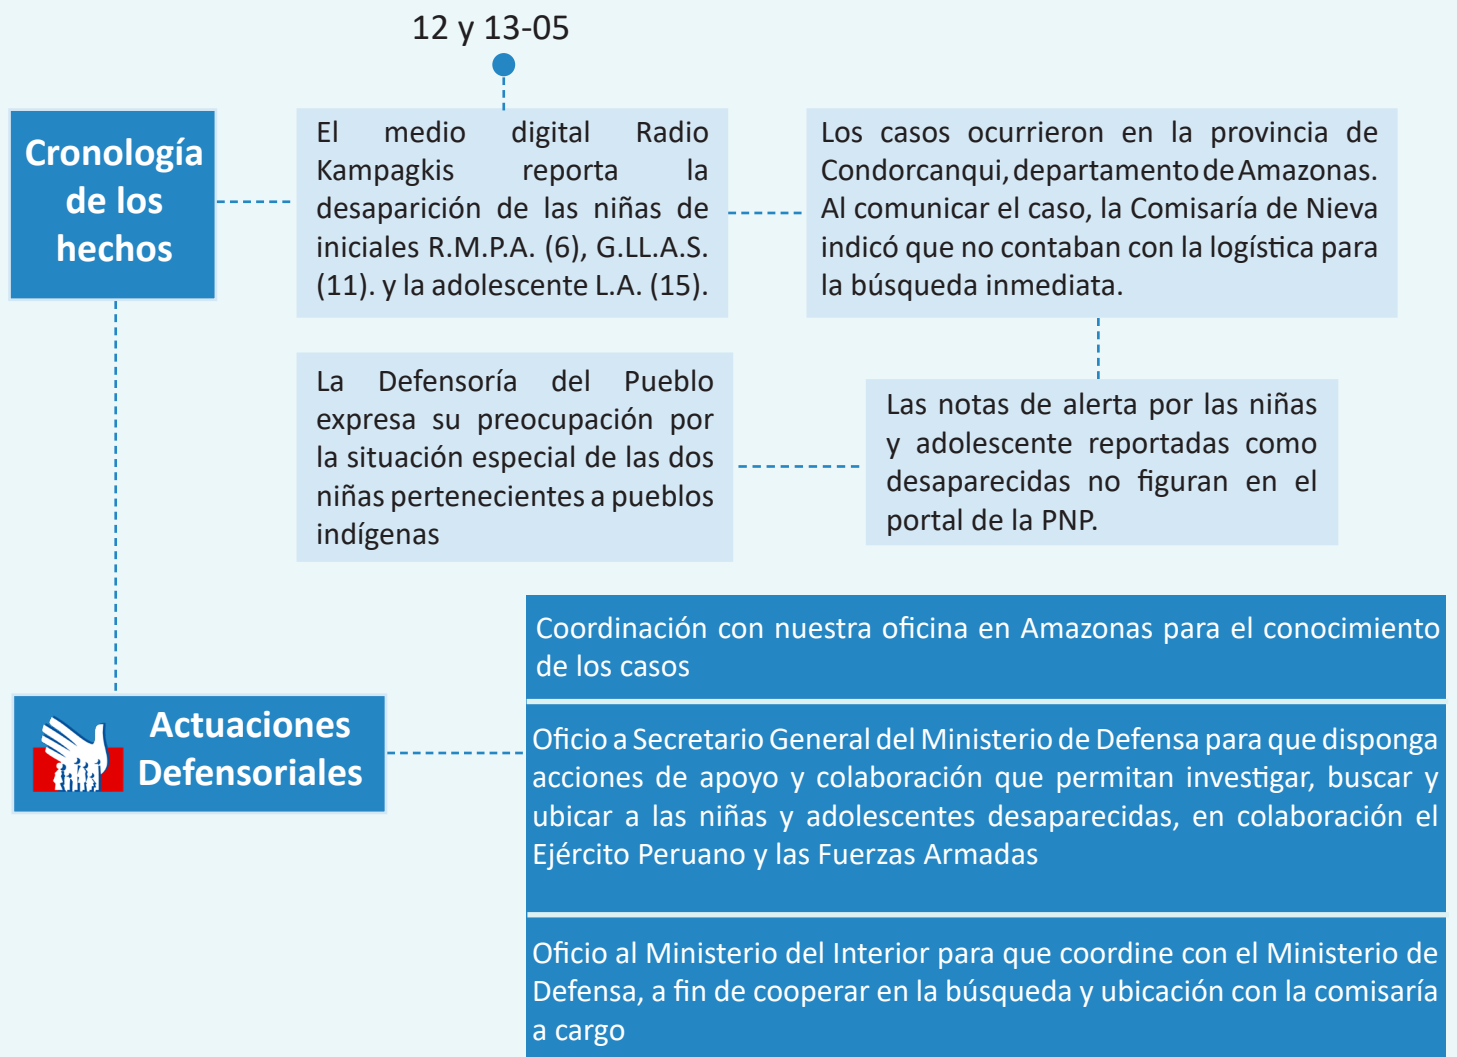 12 y 13-05
Cronología
de los
hechos
El medio digital Radio
Kampagkis reporta la
desaparición de las niñas de
iniciales R.M.P.A. (6), G.LL.A.S.
(11). y la adolescente L.A. (15).
Los casos ocurrieron en la provincia de
Condorcanqui, departamento de Amazonas.
Al comunicar el caso, la Comisaría de Nieva
indicó que no contaban con la logística para
la búsqueda inmediata.
Las notas de alerta por las niñas
y adolescente reportadas como
desaparecidas no figuran en el
portal de la PNP.
La Defensoría del Pueblo
expresa su preocupación por
la situación especial de las dos
niñas pertenecientes a pueblos
indígenas
Actuaciones
Defensoriales
Coordinación con nuestra oficina en Amazonas para el conocimiento
de los casos
Oficio a Secretario General del Ministerio de Defensa para que disponga
acciones de apoyo y colaboración que permitan investigar, buscar y
ubicar a las niñas y adolescentes desaparecidas, en colaboración el
Ejército Peruano y las Fuerzas Armadas
Oficio al Ministerio del Interior para que coordine con el Ministerio de
Defensa, a fin de cooperar en la búsqueda y ubicación con la comisaría
a cargo